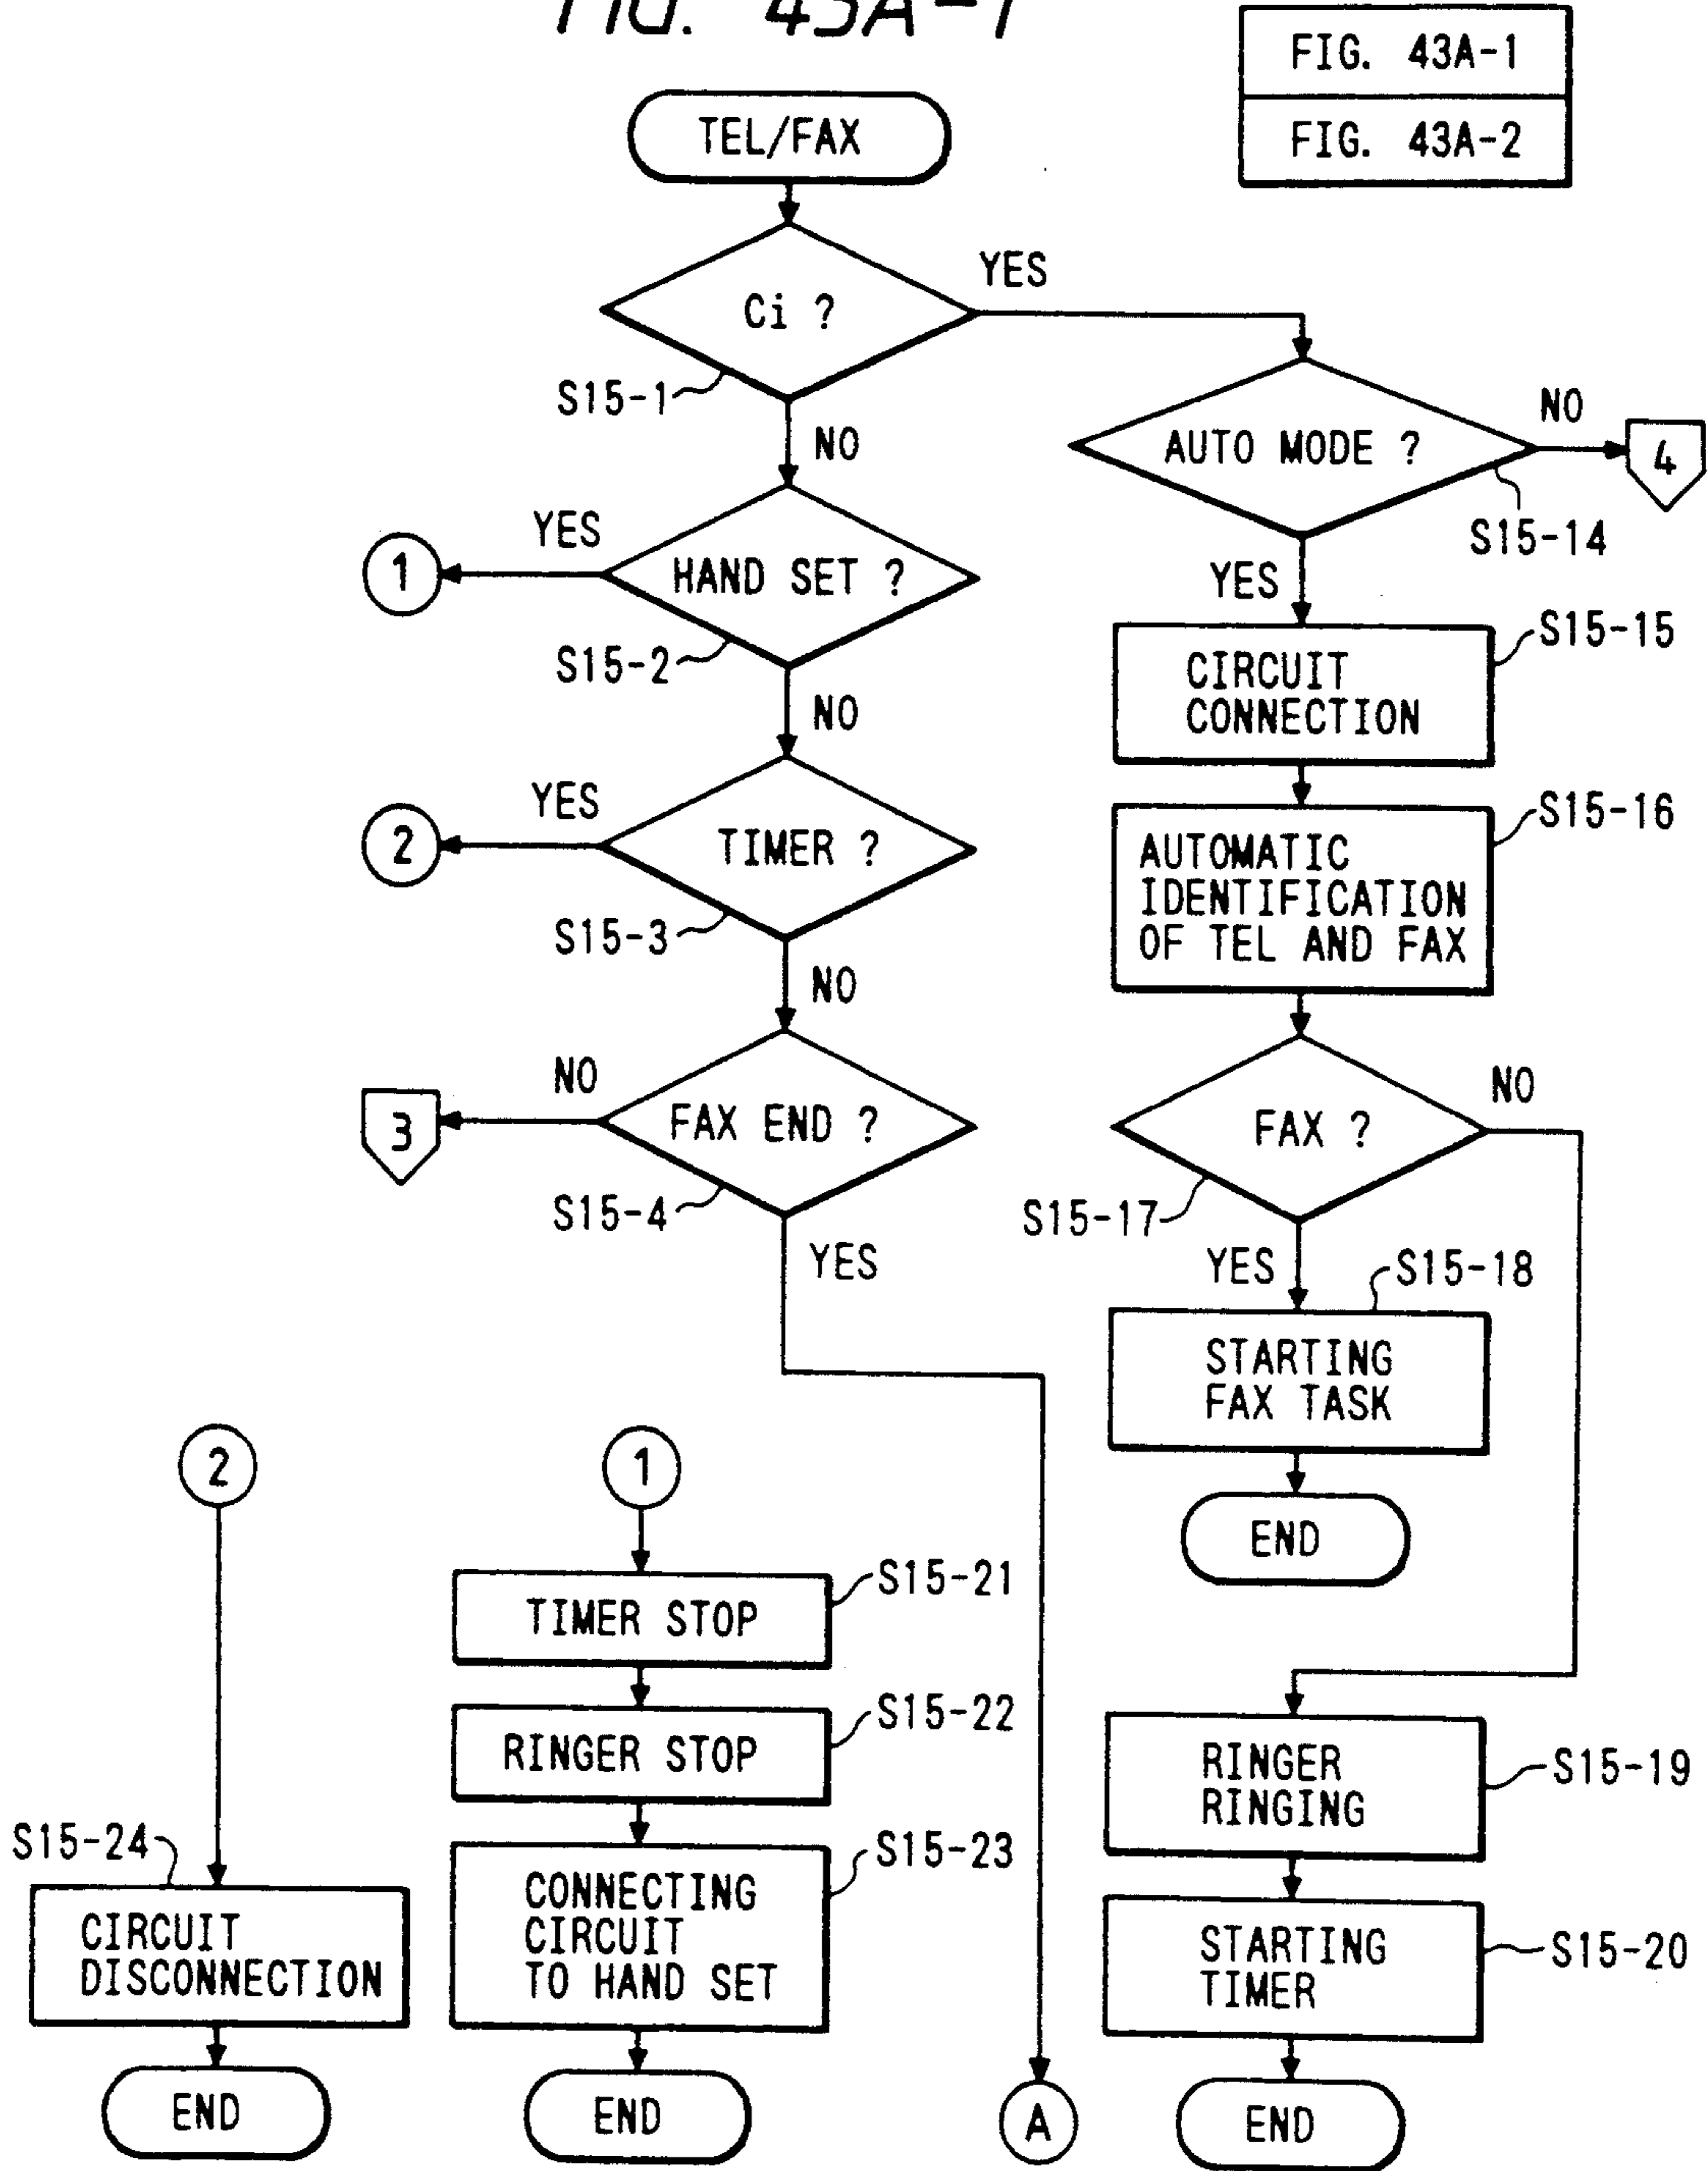 FIG. 43A-1
FIG. 43A-1
FIG. 43A-2
TEL/FAX
Ci ?
YES
S15-1
NO
AUTO MODE ?
NO
4
S15-14
YES
HAND SET ?
YES
1
S15-2
NO
CIRCUIT
CONNECTION
S15-15
TIMER ?
YES
2
S15-3
NO
AUTOMATIC
IDENTIFICATION
OF TEL AND FAX
S15-16
FAX END ?
NO
3
S15-4
YES
FAX ?
NO
S15-17
YES
S15-18
STARTING
FAX TASK
END
2
1
S15-21
TIMER STOP
S15-22
RINGER STOP
S15-23
CONNECTING
CIRCUIT
TO HAND SET
END
S15-24
CIRCUIT
DISCONNECTION
END
A
RINGER
RINGING
S15-19
STARTING
TIMER
S15-20
END